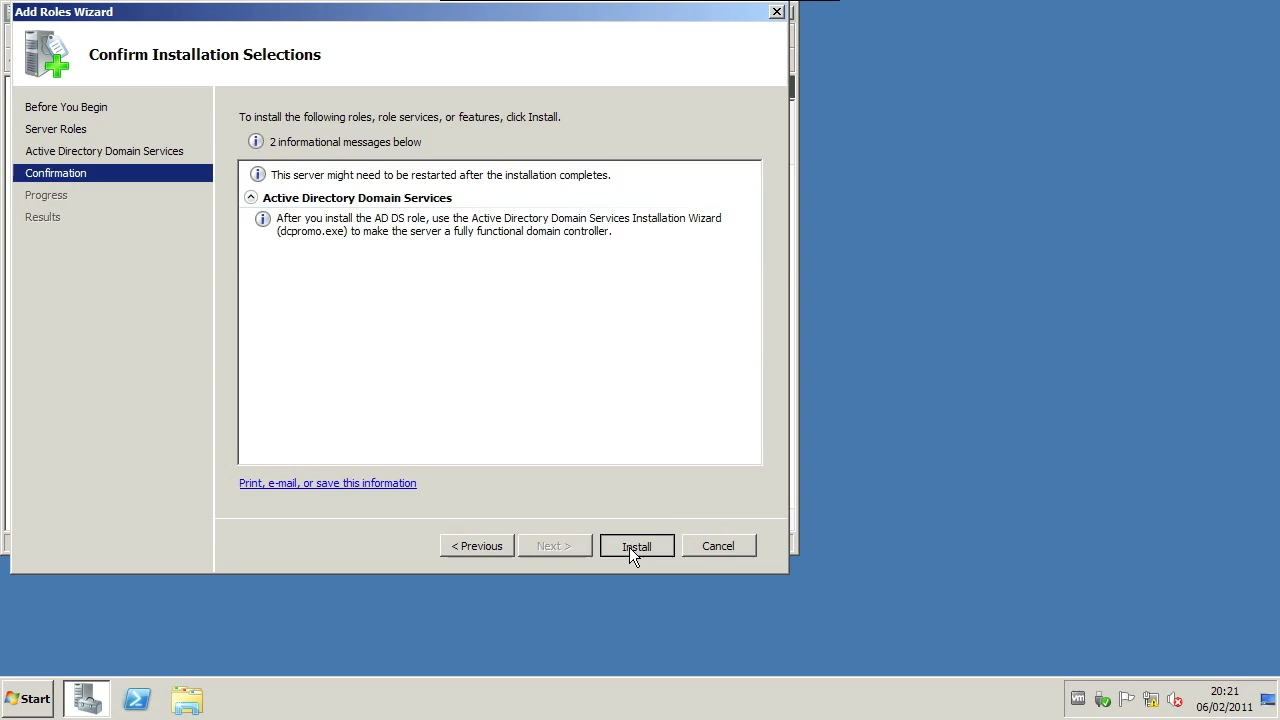 Add Roles Wizard
Confirm Installation Selections
Before You Begin
Server Roles
Active Directory Domain Services
Confirmation
Progress
Results
To install the following roles, role services, or features, click Install.
2 informational messages below
This server might need to be restarted after the installation completes.
Active Directory Domain Services
After you install the AD DS role, use the Active Directory Domain Services Installation Wizard
(dcpromo.exe) to make the server a fully functional domain controller.
Print, e-mail, or save this information
< Previous
Next >
Install
Cancel
Start
20:21
06/02/2011